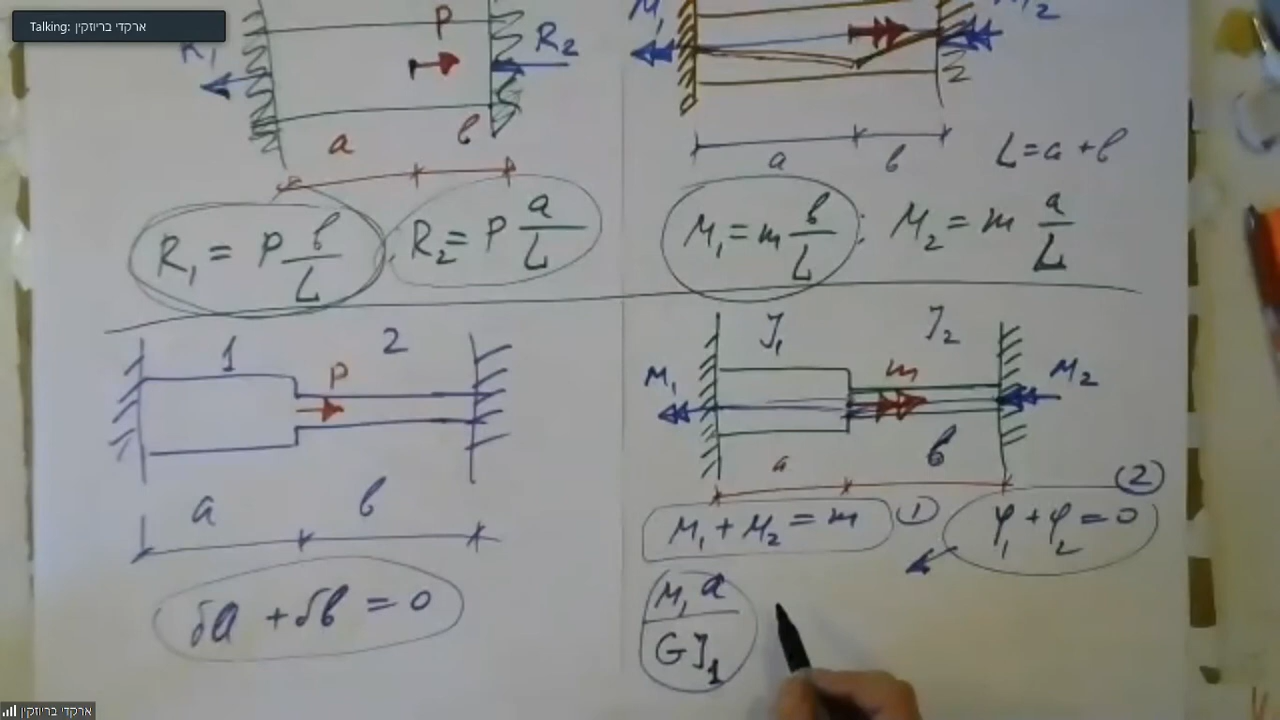 Talking: ארקדי בריוזקין
R₁ P R₂
a b
R₁ = P b/L , R₂ = P a/L
M₁ M₂
a b L = a + b
M₁ = m b/L ; M₂ = m a/L
1 2
P
a b
δa + δb = 0
J₁ J₂
M₁ m M₂
a b
M₁ + M₂ = m ① φ₁ + φ₂ = 0 ②
M₁ a / GJ₁
ארקדי בריוזקין